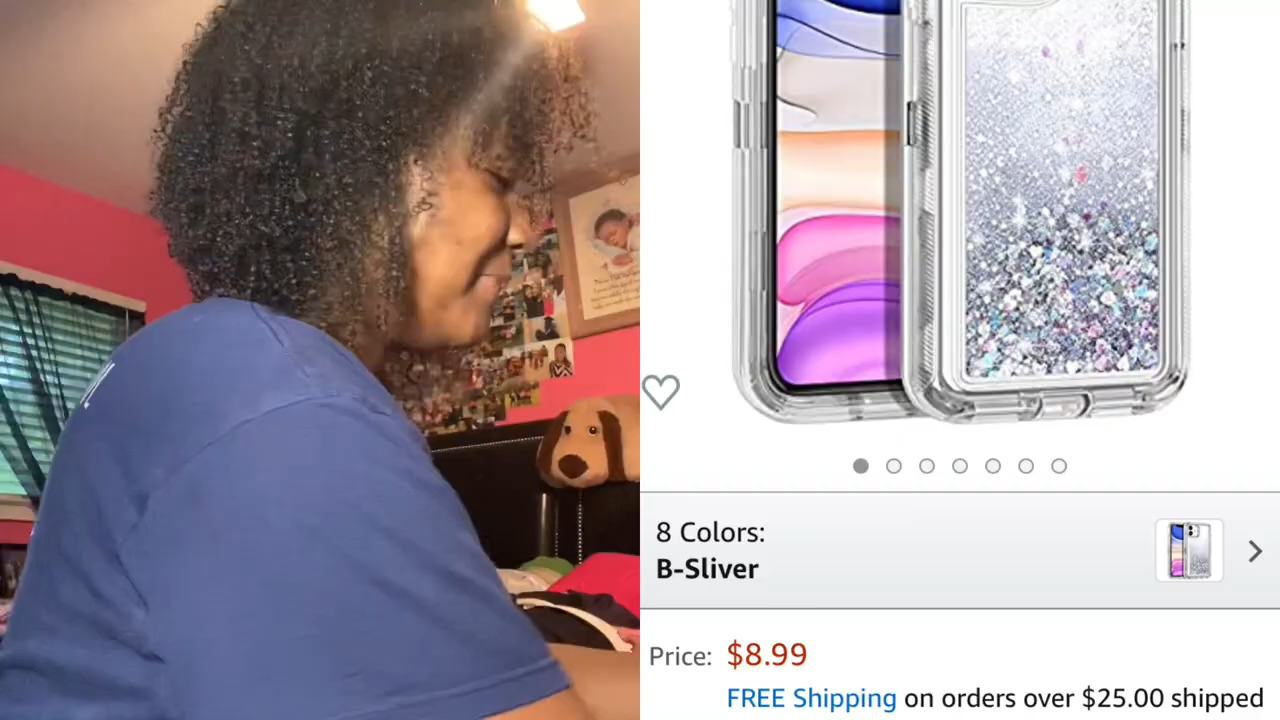 8 Colors:
B-Sliver
Price: $8.99
FREE Shipping on orders over $25.00 shipped